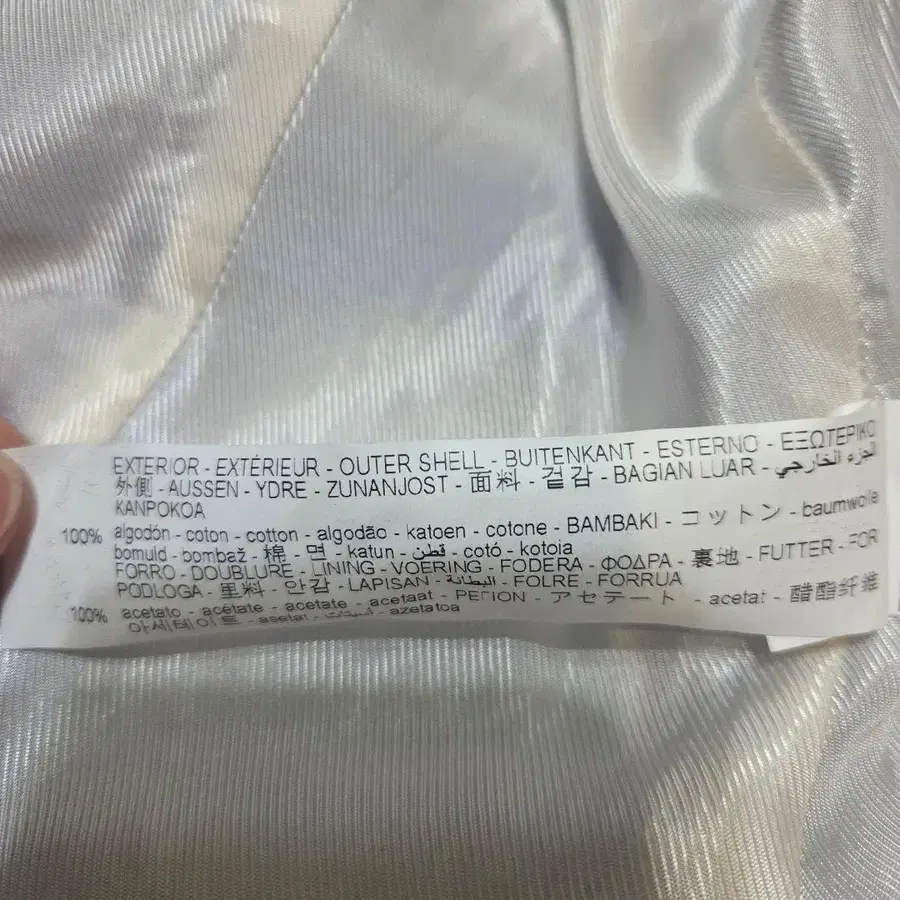 EXTERIOR - EXTÉRIEUR - OUTER SHELL - BUITENKANT - ESTERNO - ΕΞΩΤΕΡΙΚΟ
外側 - AUSSEN - YDRE - ZUNANJOST - 面料 - 겉감 - BAGIAN LUAR - الجزء الخارجي
KANPOKOA
100% algodón - coton - cotton - algodão - katoen - cotone - BAMBAKI - コットン - baumwolle
bomuld - bombaž - 棉 - 면 - katun - قطن - cotó - kotoia
FORRO - DOUBLURE - LINING - VOERING - FODERA - ΦΟΔΡΑ - 裏地 - FUTTER - FOR
PODLOGA - 里料 - 안감 - LAPISAN - البطانة - FOLRE - FORRUA
100% acetato - acétate - acetate - acetaat - ΡΕΓΙΟΝ - アセテート - acetat - 醋酯纤维
아세테이트 - asetat - أسيتات - azetatoa